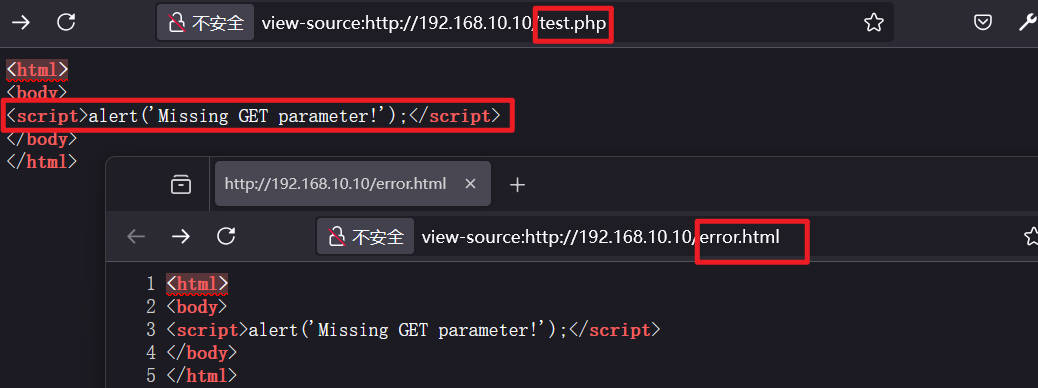 不安全 view-source:http://192.168.10.10/test.php
<html>
<body>
<script>alert('Missing GET parameter!');</script>
</body>
</html>
http://192.168.10.10/error.html
不安全 view-source:http://192.168.10.10/error.html
1 <html>
2 <body>
3 <script>alert('Missing GET parameter!');</script>
4 </body>
5 </html>